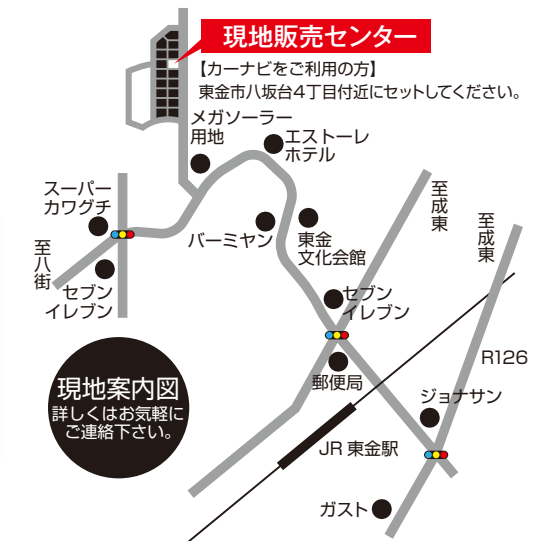 現地販売センター
【カーナビをご利用の方】
東金市八坂台4丁目付近にセットしてください。
メガソーラー
用地
エストーレ
ホテル
スーパー
カワグチ
バーミヤン
東金
文化会館
至成東
至成東
至八街
セブン
イレブン
セブン
イレブン
R126
郵便局
現地案内図
詳しくはお気軽に
ご連絡下さい。
ジョナサン
JR 東金駅
ガスト